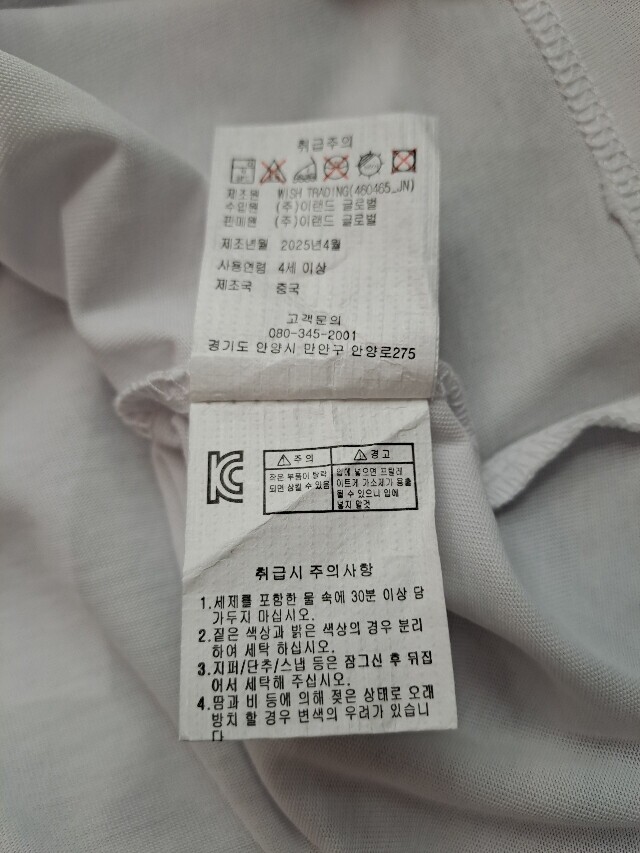 취급주의
제조원 WISH TRADING(460465_JN)
수입원 (주)이랜드 글로벌
판매원 (주)이랜드 글로벌
제조년월 2025년4월
사용연령 4세 이상
제조국 중국
고객문의
080-345-2001
경기도 안양시 만안구 안양로275
KC
주의
작은 부품이 탈락
되면 삼킬 수 있음
경고
입에 넣으면 프탈레
이트계 가소제가 용출
될 수 있으니 입에
넣지 말것
취급시 주의사항
1.세제를 포함한 물 속에 30분 이상 담
가두지 마십시오.
2.짙은 색상과 밝은 색상의 경우 분리
하여 세탁 하십시오.
3.지퍼/단추/스냅 등은 잠그신 후 뒤집
어서 세탁해 주십시오.
4.땀과 비 등에 의해 젖은 상태로 오래
방치 할 경우 변색의 우려가 있습니
다